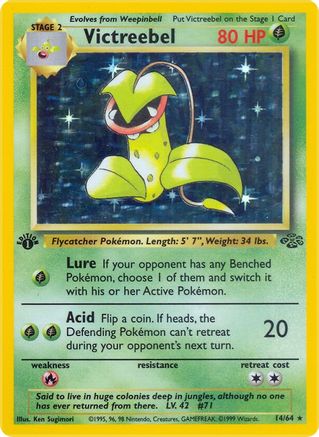 Evolves from Weepinbell
Put Victreebel on the Stage 1 Card
STAGE 2
Victreebel
80 HP
EDITION
1
Flycatcher Pokémon. Length: 5' 7", Weight: 34 lbs.
Lure If your opponent has any Benched
Pokémon, choose 1 of them and switch it
with his or her Active Pokémon.
Acid Flip a coin. If heads, the
Defending Pokémon can't retreat
during your opponent's next turn.
20
weakness
resistance
retreat cost
Said to live in huge colonies deep in jungles, although no
one has ever returned from there. LV. 42 #71
Illus. Ken Sugimori
©1995, 96, 98 Nintendo, Creatures, GAMEFREAK. ©1999 Wizards.
14/64 ★